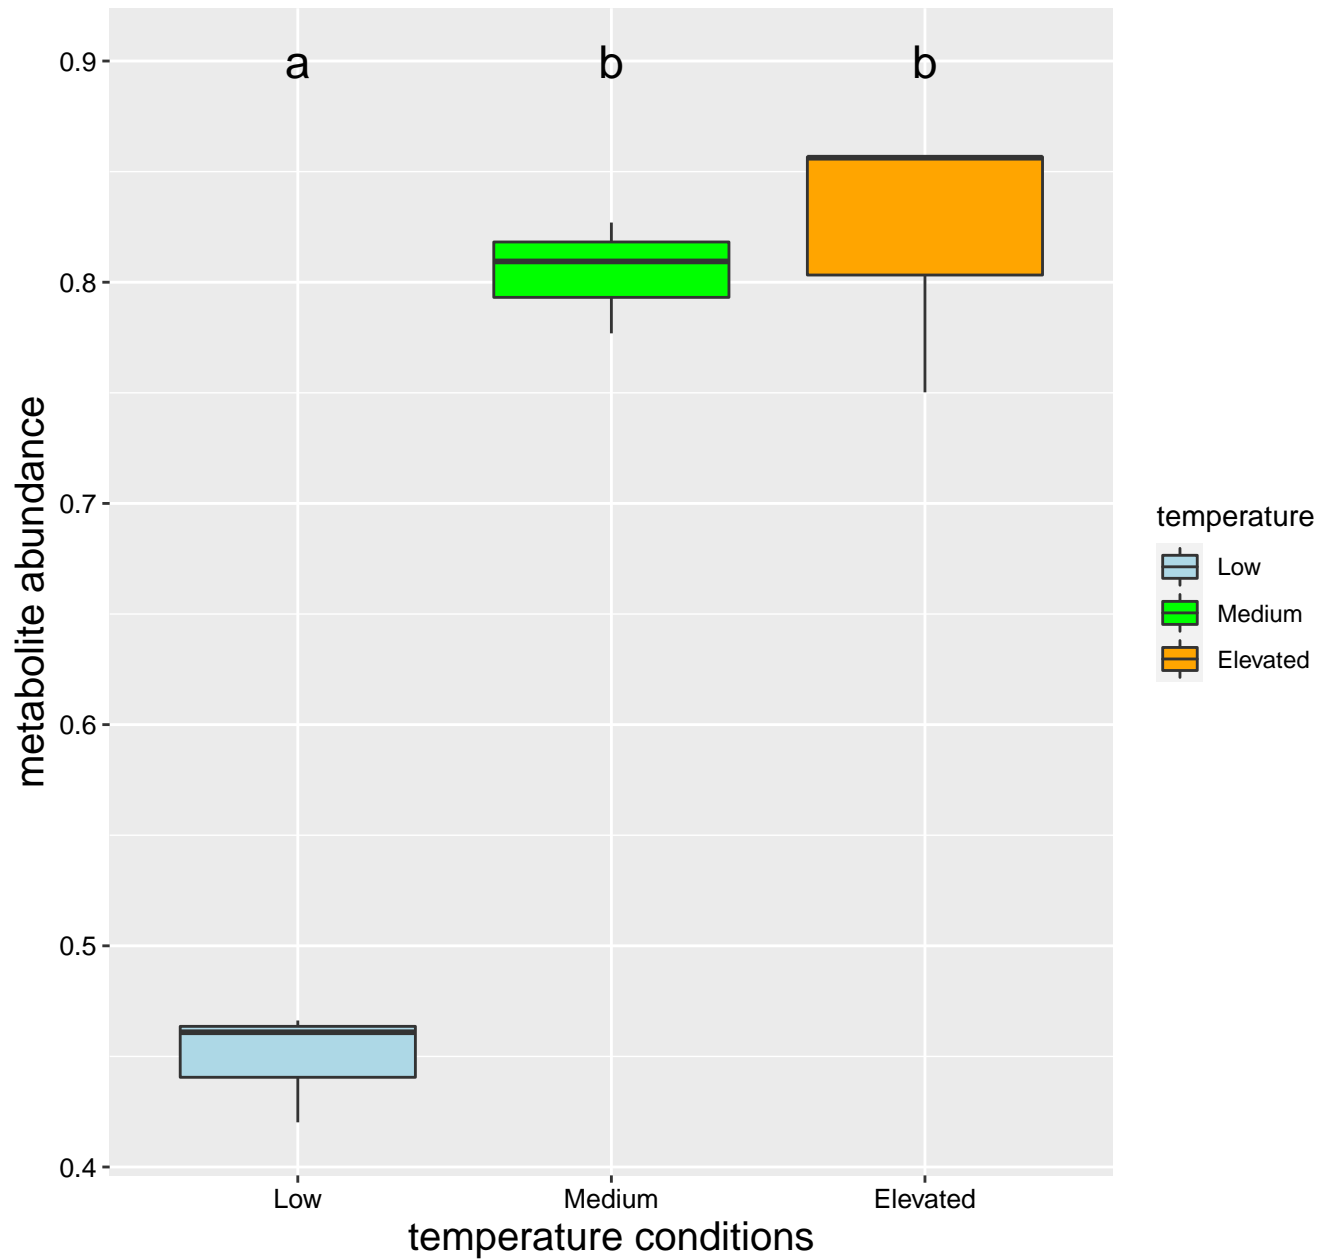 a b b
0.9
0.8
0.7
0.6
0.5
0.4
metabolite abundance
Low Medium Elevated
temperature conditions
temperature
Low
Medium
Elevated